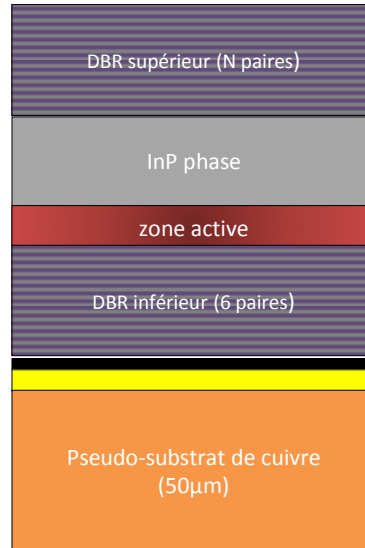 DBR supérieur (N paires)
InP phase
zone active
DBR inférieur (6 paires)
Pseudo-substrat de cuivre
(50µm)